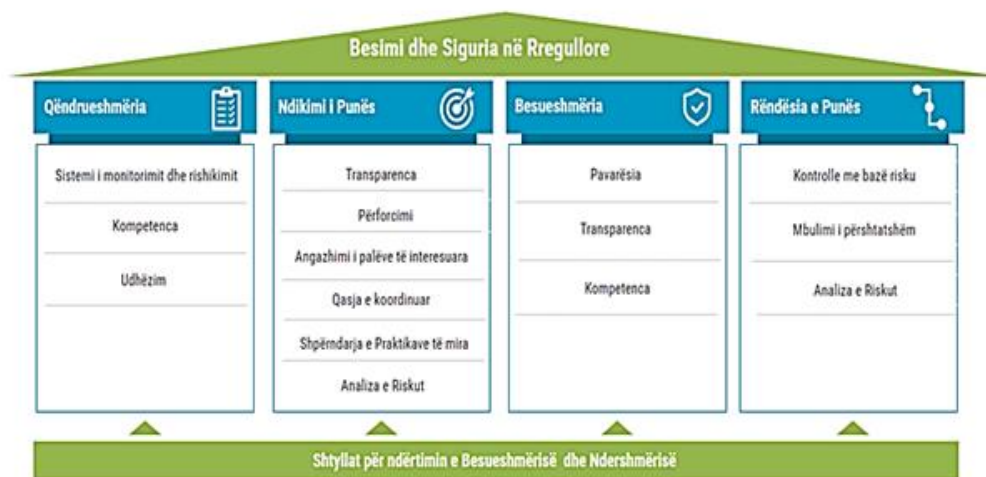 Besimi dhe Siguria në Rregullore
Qëndrueshmëria
Sistemi i monitorimit dhe rishikimit
Kompetenca
Udhëzim
Ndikimi i Punës
Transparenca
Përforcimi
Angazhimi i palëve të interesuara
Qasja e koordinuar
Shpërndarja e Praktikave të mira
Analiza e Riskut
Besueshmëria
Pavarësia
Transparenca
Kompetenca
Rëndësia e Punës
Kontrolle me bazë risku
Mbulimi i përshtatshëm
Analiza e Riskut
Shtyllat për ndërtimin e Besueshmërisë dhe Ndershmërisë